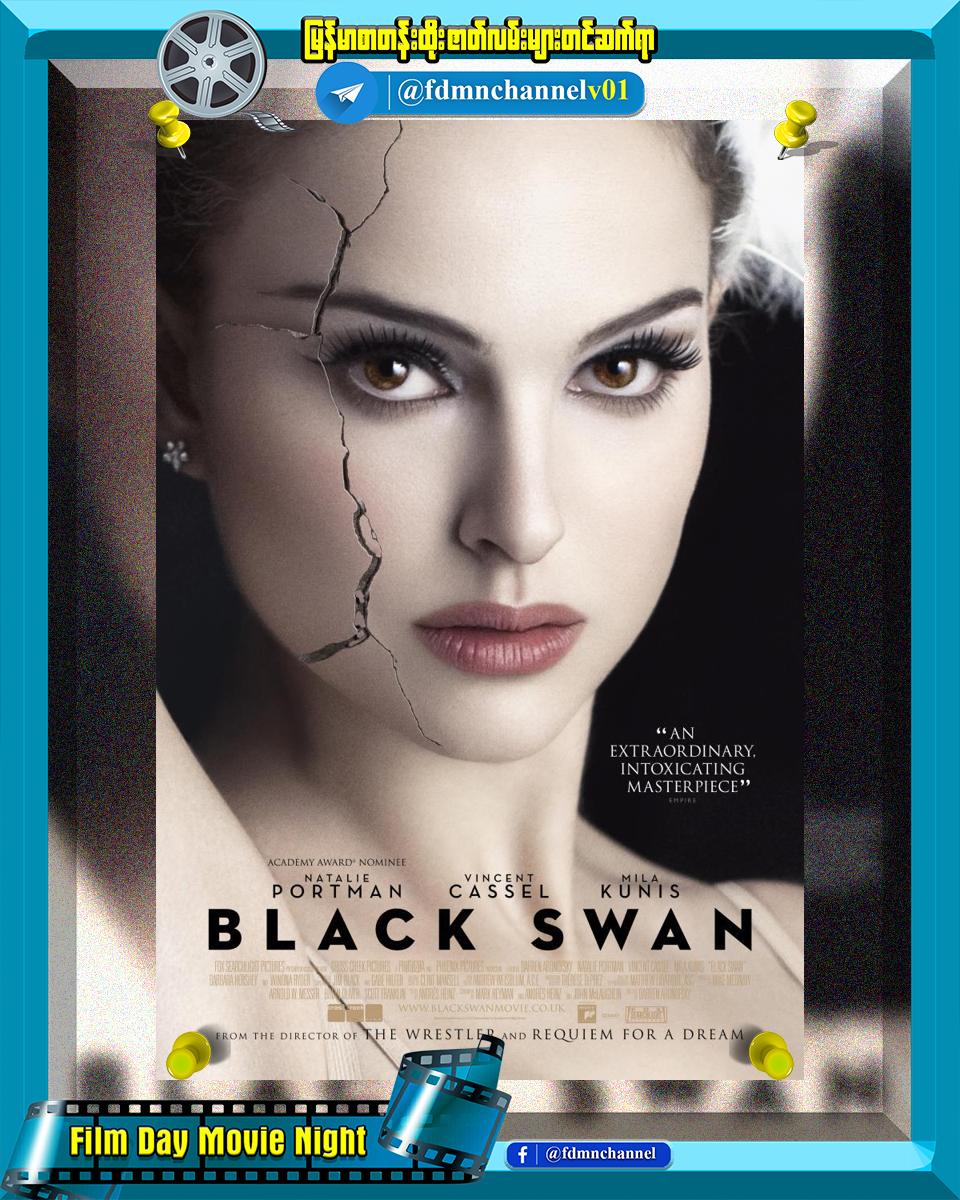 မြန်မာစာတန်းထိုးဇာတ်လမ်းများတင်ဆက်ရာ
@fdmnchannelv01
“AN
EXTRAORDINARY,
INTOXICATING
MASTERPIECE”
EMPIRE
ACADEMY AWARD® NOMINEE
NATALIE PORTMAN VINCENT CASSEL MILA KUNIS
BLACK SWAN
WWW.BLACKSWANMOVIE.CO.UK
FROM THE DIRECTOR OF THE WRESTLER AND REQUIEM FOR A DREAM
Film Day Movie Night
@fdmnchannel